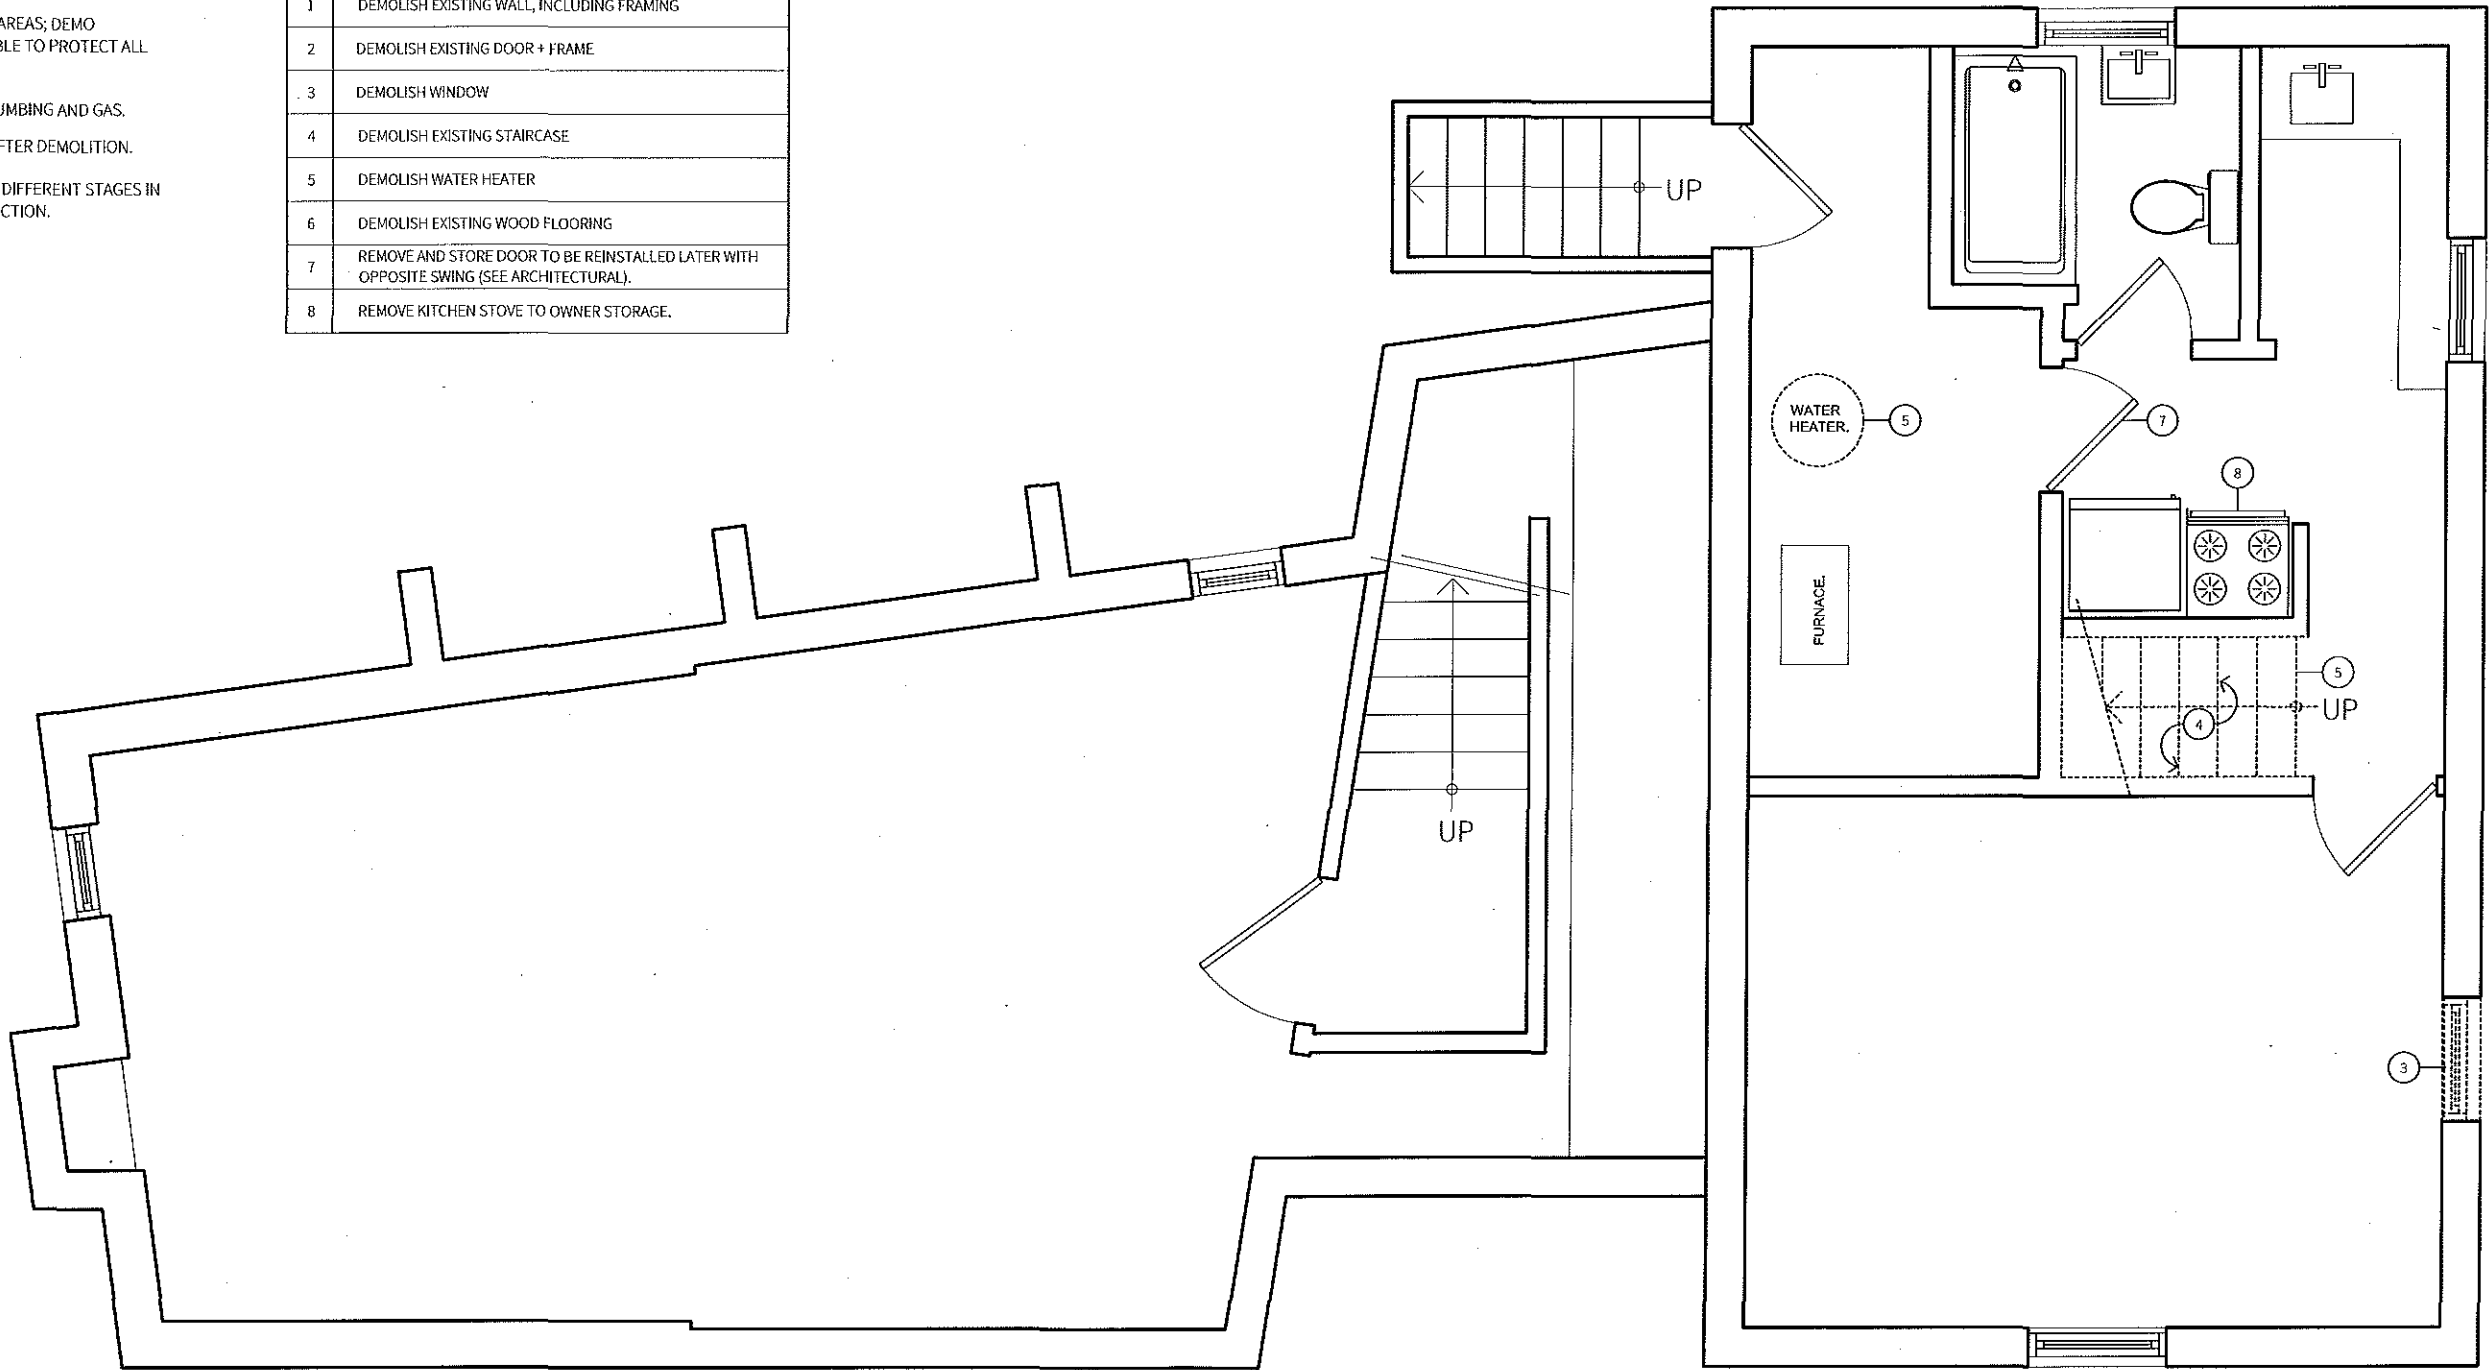 AREAS; DEMO
BLE TO PROTECT ALL
UMBING AND GAS.
FTER DEMOLITION.
DIFFERENT STAGES IN
CTION.
1 DEMOLISH EXISTING WALL, INCLUDING FRAMING
2 DEMOLISH EXISTING DOOR + FRAME
3 DEMOLISH WINDOW
4 DEMOLISH EXISTING STAIRCASE
5 DEMOLISH WATER HEATER
6 DEMOLISH EXISTING WOOD FLOORING
7 REMOVE AND STORE DOOR TO BE REINSTALLED LATER WITH
OPPOSITE SWING (SEE ARCHITECTURAL).
8 REMOVE KITCHEN STOVE TO OWNER STORAGE.
UP
WATER
HEATER.
5
7
8
FURNACE.
5
4
UP
UP
3